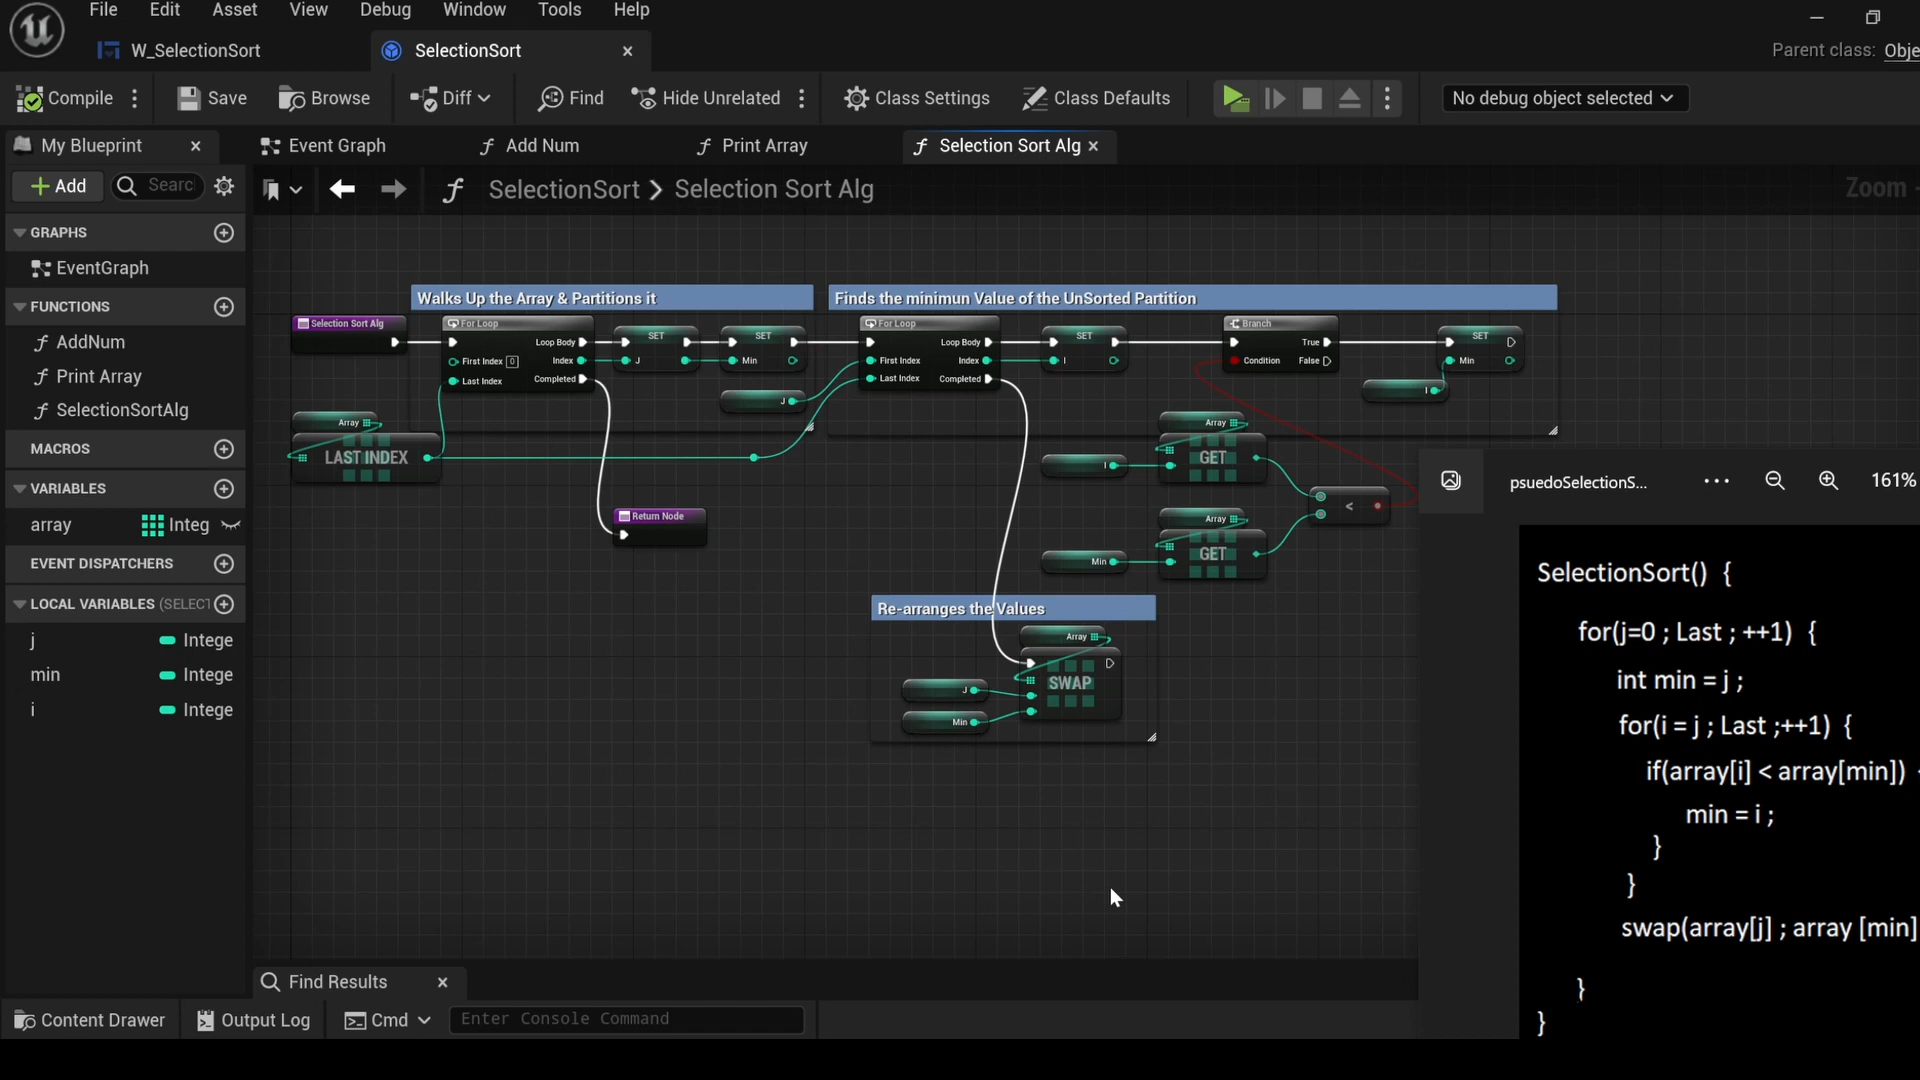 File Edit Asset View Debug Window Tools Help
W_SelectionSort
SelectionSort
Parent class: Obje
Compile
Save
Browse
Diff
Find
Hide Unrelated
Class Settings
Class Defaults
No debug object selected
My Blueprint
Event Graph
Add Num
Print Array
Selection Sort Alg
+ Add
Searc
SelectionSort > Selection Sort Alg
Zoom -
GRAPHS
EventGraph
FUNCTIONS
AddNum
Print Array
SelectionSortAlg
MACROS
VARIABLES
array Integ
EVENT DISPATCHERS
LOCAL VARIABLES (SELECT
j Intege
min Intege
i Intege
Walks Up the Array & Partitions it
Selection Sort Alg
For Loop
Loop Body
First Index 0
Index
Last Index
Completed
SET
J
SET
Min
J
Array
LAST INDEX
Return Node
Finds the minimun Value of the UnSorted Partition
For Loop
Loop Body
First Index
Index
Last Index
Completed
SET
I
Branch
True
Condition
False
SET
Min
I
Array
I
GET
Array
Min
GET
<
Re-arranges the Values
Array
SWAP
J
Min
psuedoSelectionS...
161%
SelectionSort() {
for(j=0 ; Last ; ++1) {
int min = j ;
for(i = j ; Last ;++1) {
if(array[i] < array[min])
min = i ;
}
}
swap(array[j] ; array [min]
}
}
Find Results
Content Drawer
Output Log
Cmd
Enter Console Command